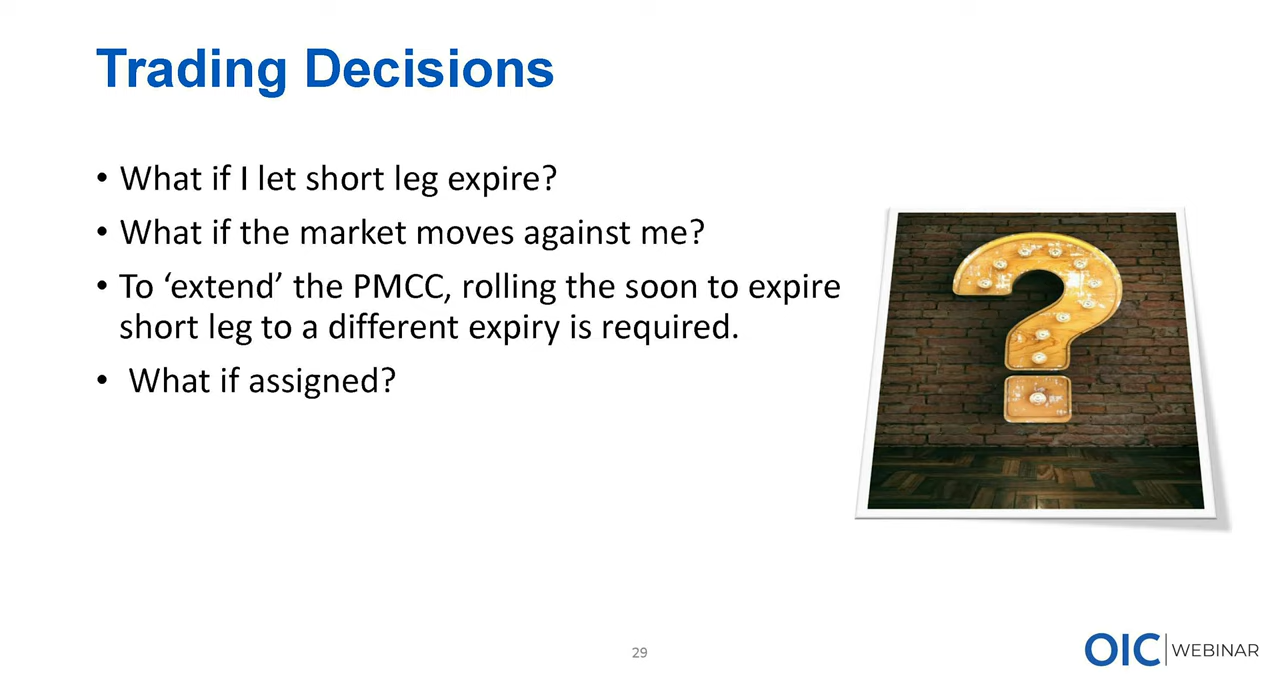 Trading Decisions
• What if I let short leg expire?
• What if the market moves against me?
• To ‘extend’ the PMCC, rolling the soon to expire
short leg to a different expiry is required.
• What if assigned?
?
29
OIC WEBINAR